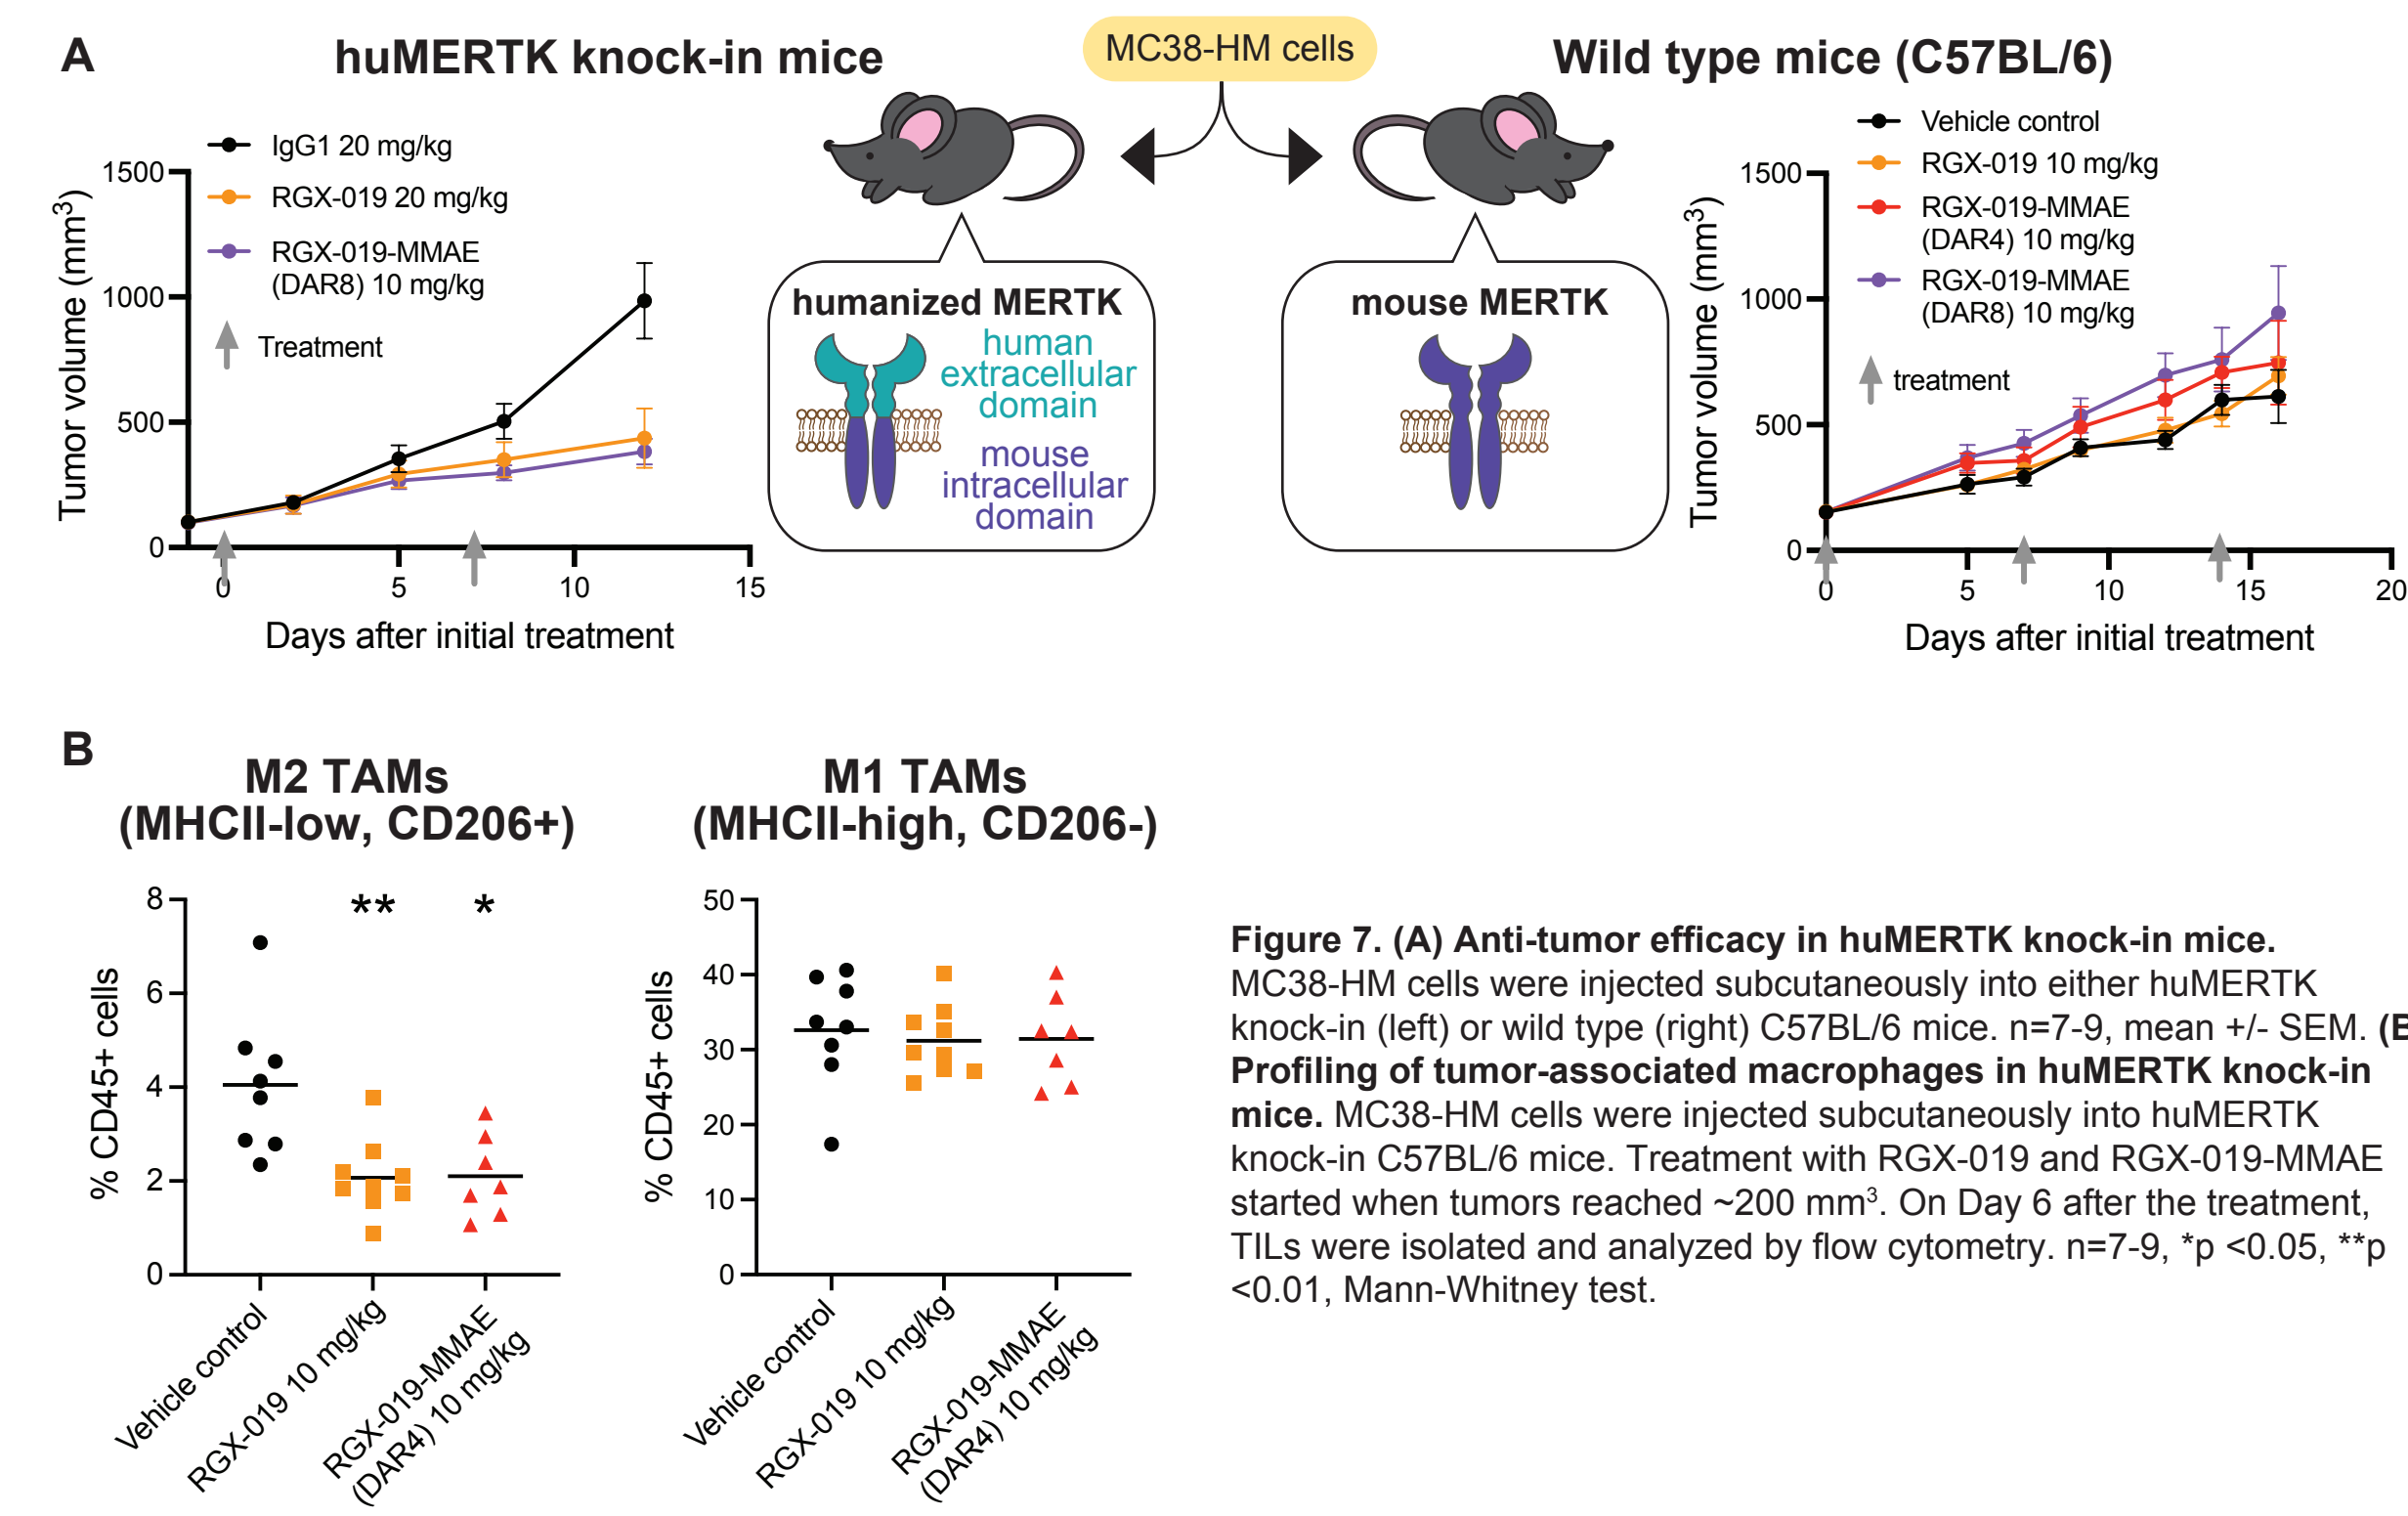 A
huMERTK knock-in mice
MC38-HM cells
Wild type mice (C57BL/6)
IgG1 20 mg/kg
RGX-019 20 mg/kg
RGX-019-MMAE
(DAR8) 10 mg/kg
Treatment
Tumor volume (mm³)
1500
1000
500
0
0
5
10
15
Days after initial treatment
humanized MERTK
human
extracellular
domain
mouse
intracellular
domain
mouse MERTK
Vehicle control
RGX-019 10 mg/kg
RGX-019-MMAE
(DAR4) 10 mg/kg
RGX-019-MMAE
(DAR8) 10 mg/kg
treatment
Tumor volume (mm³)
1500
1000
500
0
0
5
10
15
20
Days after initial treatment
B
M2 TAMs
(MHCII-low, CD206+)
% CD45+ cells
8
6
4
2
0
**
*
Vehicle control
RGX-019 10 mg/kg
RGX-019-MMAE
(DAR4) 10 mg/kg
M1 TAMs
(MHCII-high, CD206-)
% CD45+ cells
50
40
30
20
10
0
Vehicle control
RGX-019 10 mg/kg
RGX-019-MMAE
(DAR4) 10 mg/kg
Figure 7. (A) Anti-tumor efficacy in huMERTK knock-in mice.
MC38-HM cells were injected subcutaneously into either huMERTK
knock-in (left) or wild type (right) C57BL/6 mice. n=7-9, mean +/- SEM. (B
Profiling of tumor-associated macrophages in huMERTK knock-in
mice. MC38-HM cells were injected subcutaneously into huMERTK
knock-in C57BL/6 mice. Treatment with RGX-019 and RGX-019-MMAE
started when tumors reached ~200 mm³. On Day 6 after the treatment,
TILs were isolated and analyzed by flow cytometry. n=7-9, *p <0.05, **p
<0.01, Mann-Whitney test.